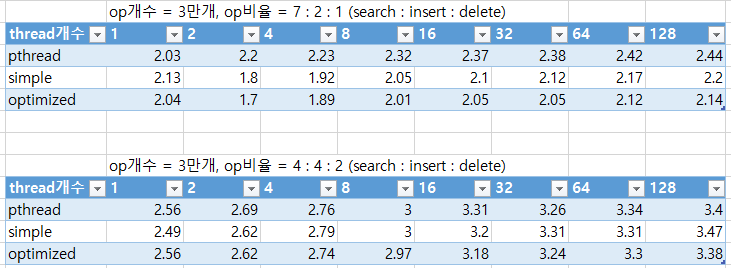 op개수 = 3만개, op비율 = 7 : 2 : 1 (search : insert : delete)
thread개수 1 2 4 8 16 32 64 128
pthread 2.03 2.2 2.23 2.32 2.37 2.38 2.42 2.44
simple 2.13 1.8 1.92 2.05 2.1 2.12 2.17 2.2
optimized 2.04 1.7 1.89 2.01 2.05 2.05 2.12 2.14
op개수 = 3만개, op비율 = 4 : 4 : 2 (search : insert : delete)
thread개수 1 2 4 8 16 32 64 128
pthread 2.56 2.69 2.76 3 3.31 3.26 3.34 3.4
simple 2.49 2.62 2.79 3 3.2 3.31 3.31 3.47
optimized 2.56 2.62 2.74 2.97 3.18 3.24 3.3 3.38